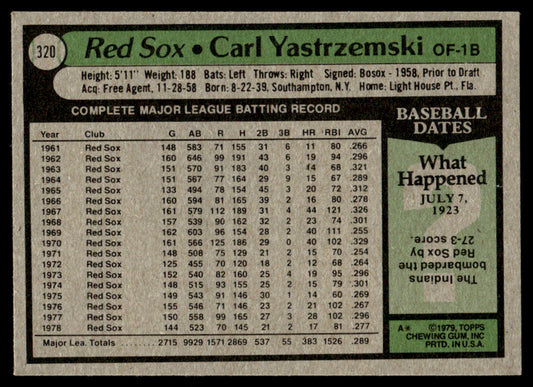 320 Red Sox • Carl Yastrzemski OF-1B
Height: 5'11" Weight: 188 Bats: Left Throws: Right Signed: Bosox - 1958, Prior to Draft
Acq: Free Agent, 11-28-58 Born: 8-22-39, Southampton, N.Y. Home: Light House Pt., Fla.
COMPLETE MAJOR LEAGUE BATTING RECORD
Year Club G AB R H 2B 3B HR RBI AVG
1961 Red Sox 148 583 71 155 31 6 11 80 .266
1962 Red Sox 160 646 99 191 43 6 19 94 .296
1963 Red Sox 151 570 91 183 40 3 14 68 .321
1964 Red Sox 151 567 77 164 29 9 15 67 .289
1965 Red Sox 133 494 78 154 45 3 20 72 .312
1966 Red Sox 160 594 81 165 39 2 16 80 .278
1967 Red Sox 161 579 112 189 31 4 44 121 .326
1968 Red Sox 157 539 90 162 32 2 23 74 .301
1969 Red Sox 162 603 96 154 28 2 40 111 .255
1970 Red Sox 161 566 125 186 29 0 40 102 .329
1971 Red Sox 148 508 75 129 21 2 15 70 .254
1972 Red Sox 125 455 70 120 18 2 12 68 .264
1973 Red Sox 152 540 82 160 25 4 19 95 .296
1974 Red Sox 148 515 93 155 25 2 15 79 .301
1975 Red Sox 149 543 91 146 30 1 14 60 .269
1976 Red Sox 155 546 71 146 23 2 21 102 .267
1977 Red Sox 150 558 99 165 27 3 28 102 .296
1978 Red Sox 144 523 70 145 21 2 17 81 .277
Major Lea. Totals 2715 9929 1571 2869 537 55 383 1526 .289
BASEBALL
DATES
What
Happened
JULY 7,
1923
?
The Indians
bombarded the
Red Sox by
27-3 score.
A* ©1979, TOPPS
CHEWING GUM, INC
PRTD. IN U.S.A.